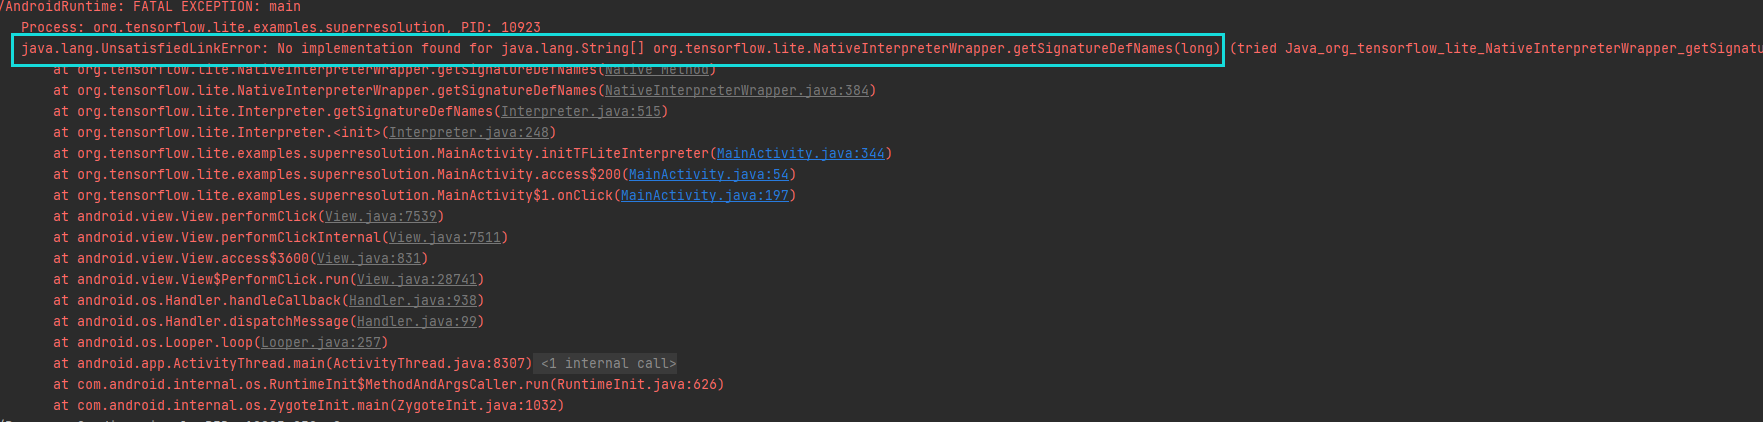 /AndroidRuntime: FATAL EXCEPTION: main
Process: org.tensorflow.lite.examples.superresolution, PID: 10923
java.lang.UnsatisfiedLinkError: No implementation found for java.lang.String[] org.tensorflow.lite.NativeInterpreterWrapper.getSignatureDefNames(long) (tried Java_org_tensorflow_lite_NativeInterpreterWrapper_getSignatu
at org.tensorflow.lite.NativeInterpreterWrapper.getSignatureDefNames(Native Method)
at org.tensorflow.lite.NativeInterpreterWrapper.getSignatureDefNames(NativeInterpreterWrapper.java:384)
at org.tensorflow.lite.Interpreter.getSignatureDefNames(Interpreter.java:515)
at org.tensorflow.lite.Interpreter.<init>(Interpreter.java:248)
at org.tensorflow.lite.examples.superresolution.MainActivity.initTFLiteInterpreter(MainActivity.java:344)
at org.tensorflow.lite.examples.superresolution.MainActivity.access$200(MainActivity.java:54)
at org.tensorflow.lite.examples.superresolution.MainActivity$1.onClick(MainActivity.java:197)
at android.view.View.performClick(View.java:7539)
at android.view.View.performClickInternal(View.java:7511)
at android.view.View.access$3600(View.java:831)
at android.view.View$PerformClick.run(View.java:28741)
at android.os.Handler.handleCallback(Handler.java:938)
at android.os.Handler.dispatchMessage(Handler.java:99)
at android.os.Looper.loop(Looper.java:257)
at android.app.ActivityThread.main(ActivityThread.java:8307) <1 internal call>
at com.android.internal.os.RuntimeInit$MethodAndArgsCaller.run(RuntimeInit.java:626)
at com.android.internal.os.ZygoteInit.main(ZygoteInit.java:1032)